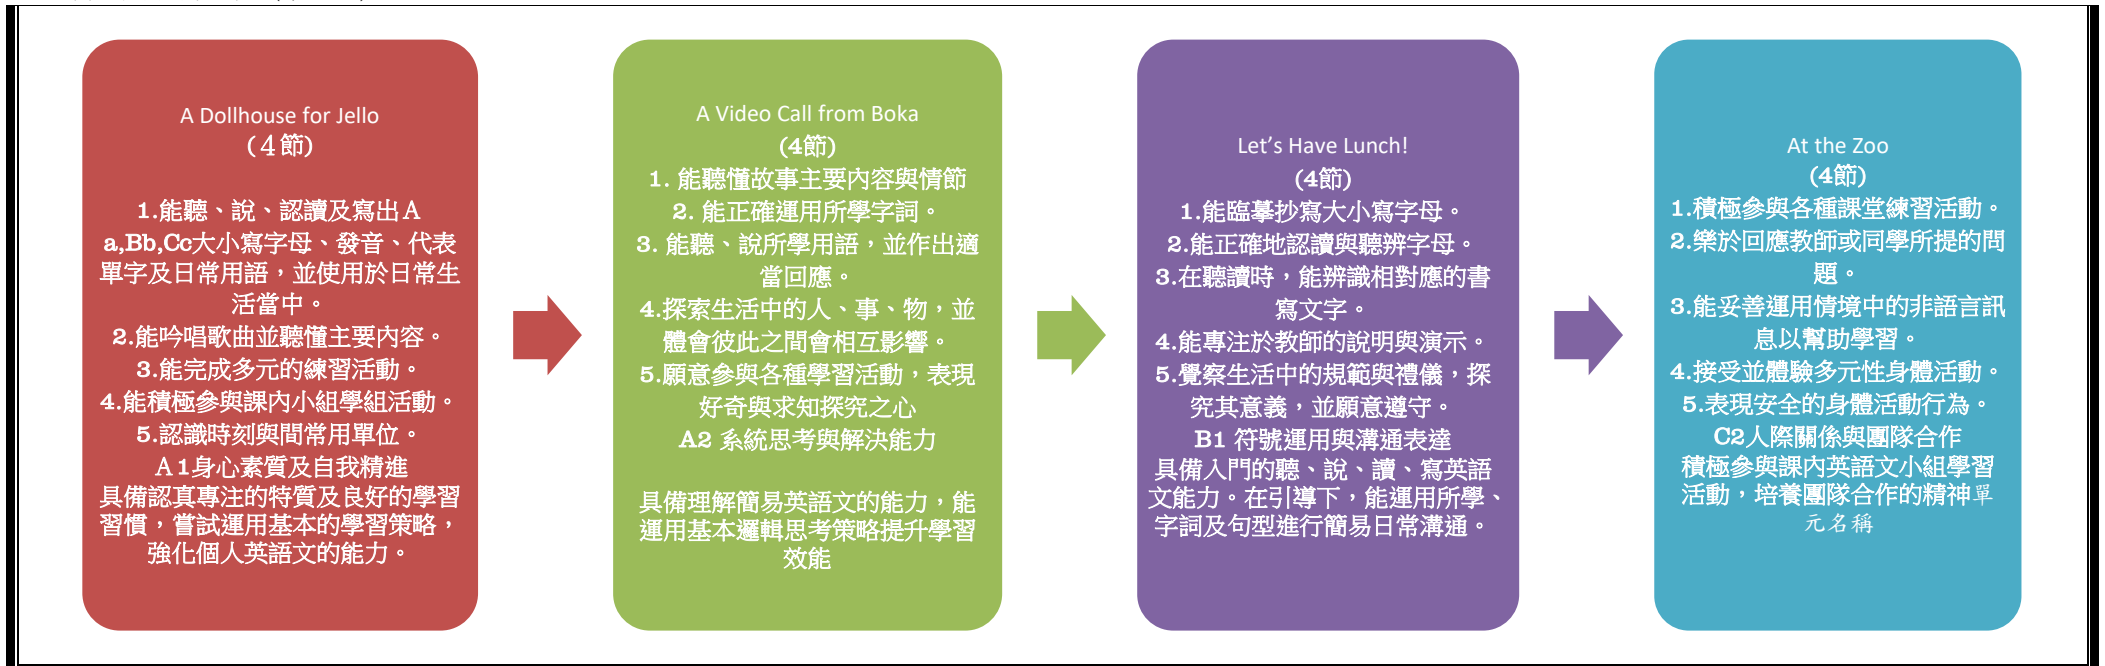 A Dollhouse for Jello
(４節)
1.能聽、說、認讀及寫出Ａ
a,Bb,Cc大小寫字母、發音、代表
單字及日常用語，並使用於日常生
活當中。
2.能吟唱歌曲並聽懂主要內容。
3.能完成多元的練習活動。
4.能積極參與課內小組學組活動。
5.認識時刻與間常用單位。
Ａ1身心素質及自我精進
具備認真專注的特質及良好的學習
習慣，嘗試運用基本的學習策略，
強化個人英語文的能力。
A Video Call from Boka
(4節)
1. 能聽懂故事主要內容與情節
2. 能正確運用所學字詞。
3. 能聽、說所學用語，並作出適
當回應。
4.探索生活中的人、事、物，並
體會彼此之間會相互影響。
5.願意參與各種學習活動，表現
好奇與求知探究之心
A2 系統思考與解決能力
具備理解簡易英語文的能力，能
運用基本邏輯思考策略提升學習
效能
Let’s Have Lunch!
(4節)
1.能臨摹抄寫大小寫字母。
2.能正確地認讀與聽辨字母。
3.在聽讀時，能辨識相對應的書
寫文字。
4.能專注於教師的說明與演示。
5.覺察生活中的規範與禮儀，探
究其意義，並願意遵守。
B1 符號運用與溝通表達
具備入門的聽、說、讀、寫英語
文能力。在引導下，能運用所學、
字詞及句型進行簡易日常溝通。
At the Zoo
(4節)
1.積極參與各種課堂練習活動。
2.樂於回應教師或同學所提的問
題。
3.能妥善運用情境中的非語言訊
息以幫助學習。
4.接受並體驗多元性身體活動。
5.表現安全的身體活動行為。
C2人際關係與團隊合作
積極參與課內英語文小組學習
活動，培養團隊合作的精神單
元名稱